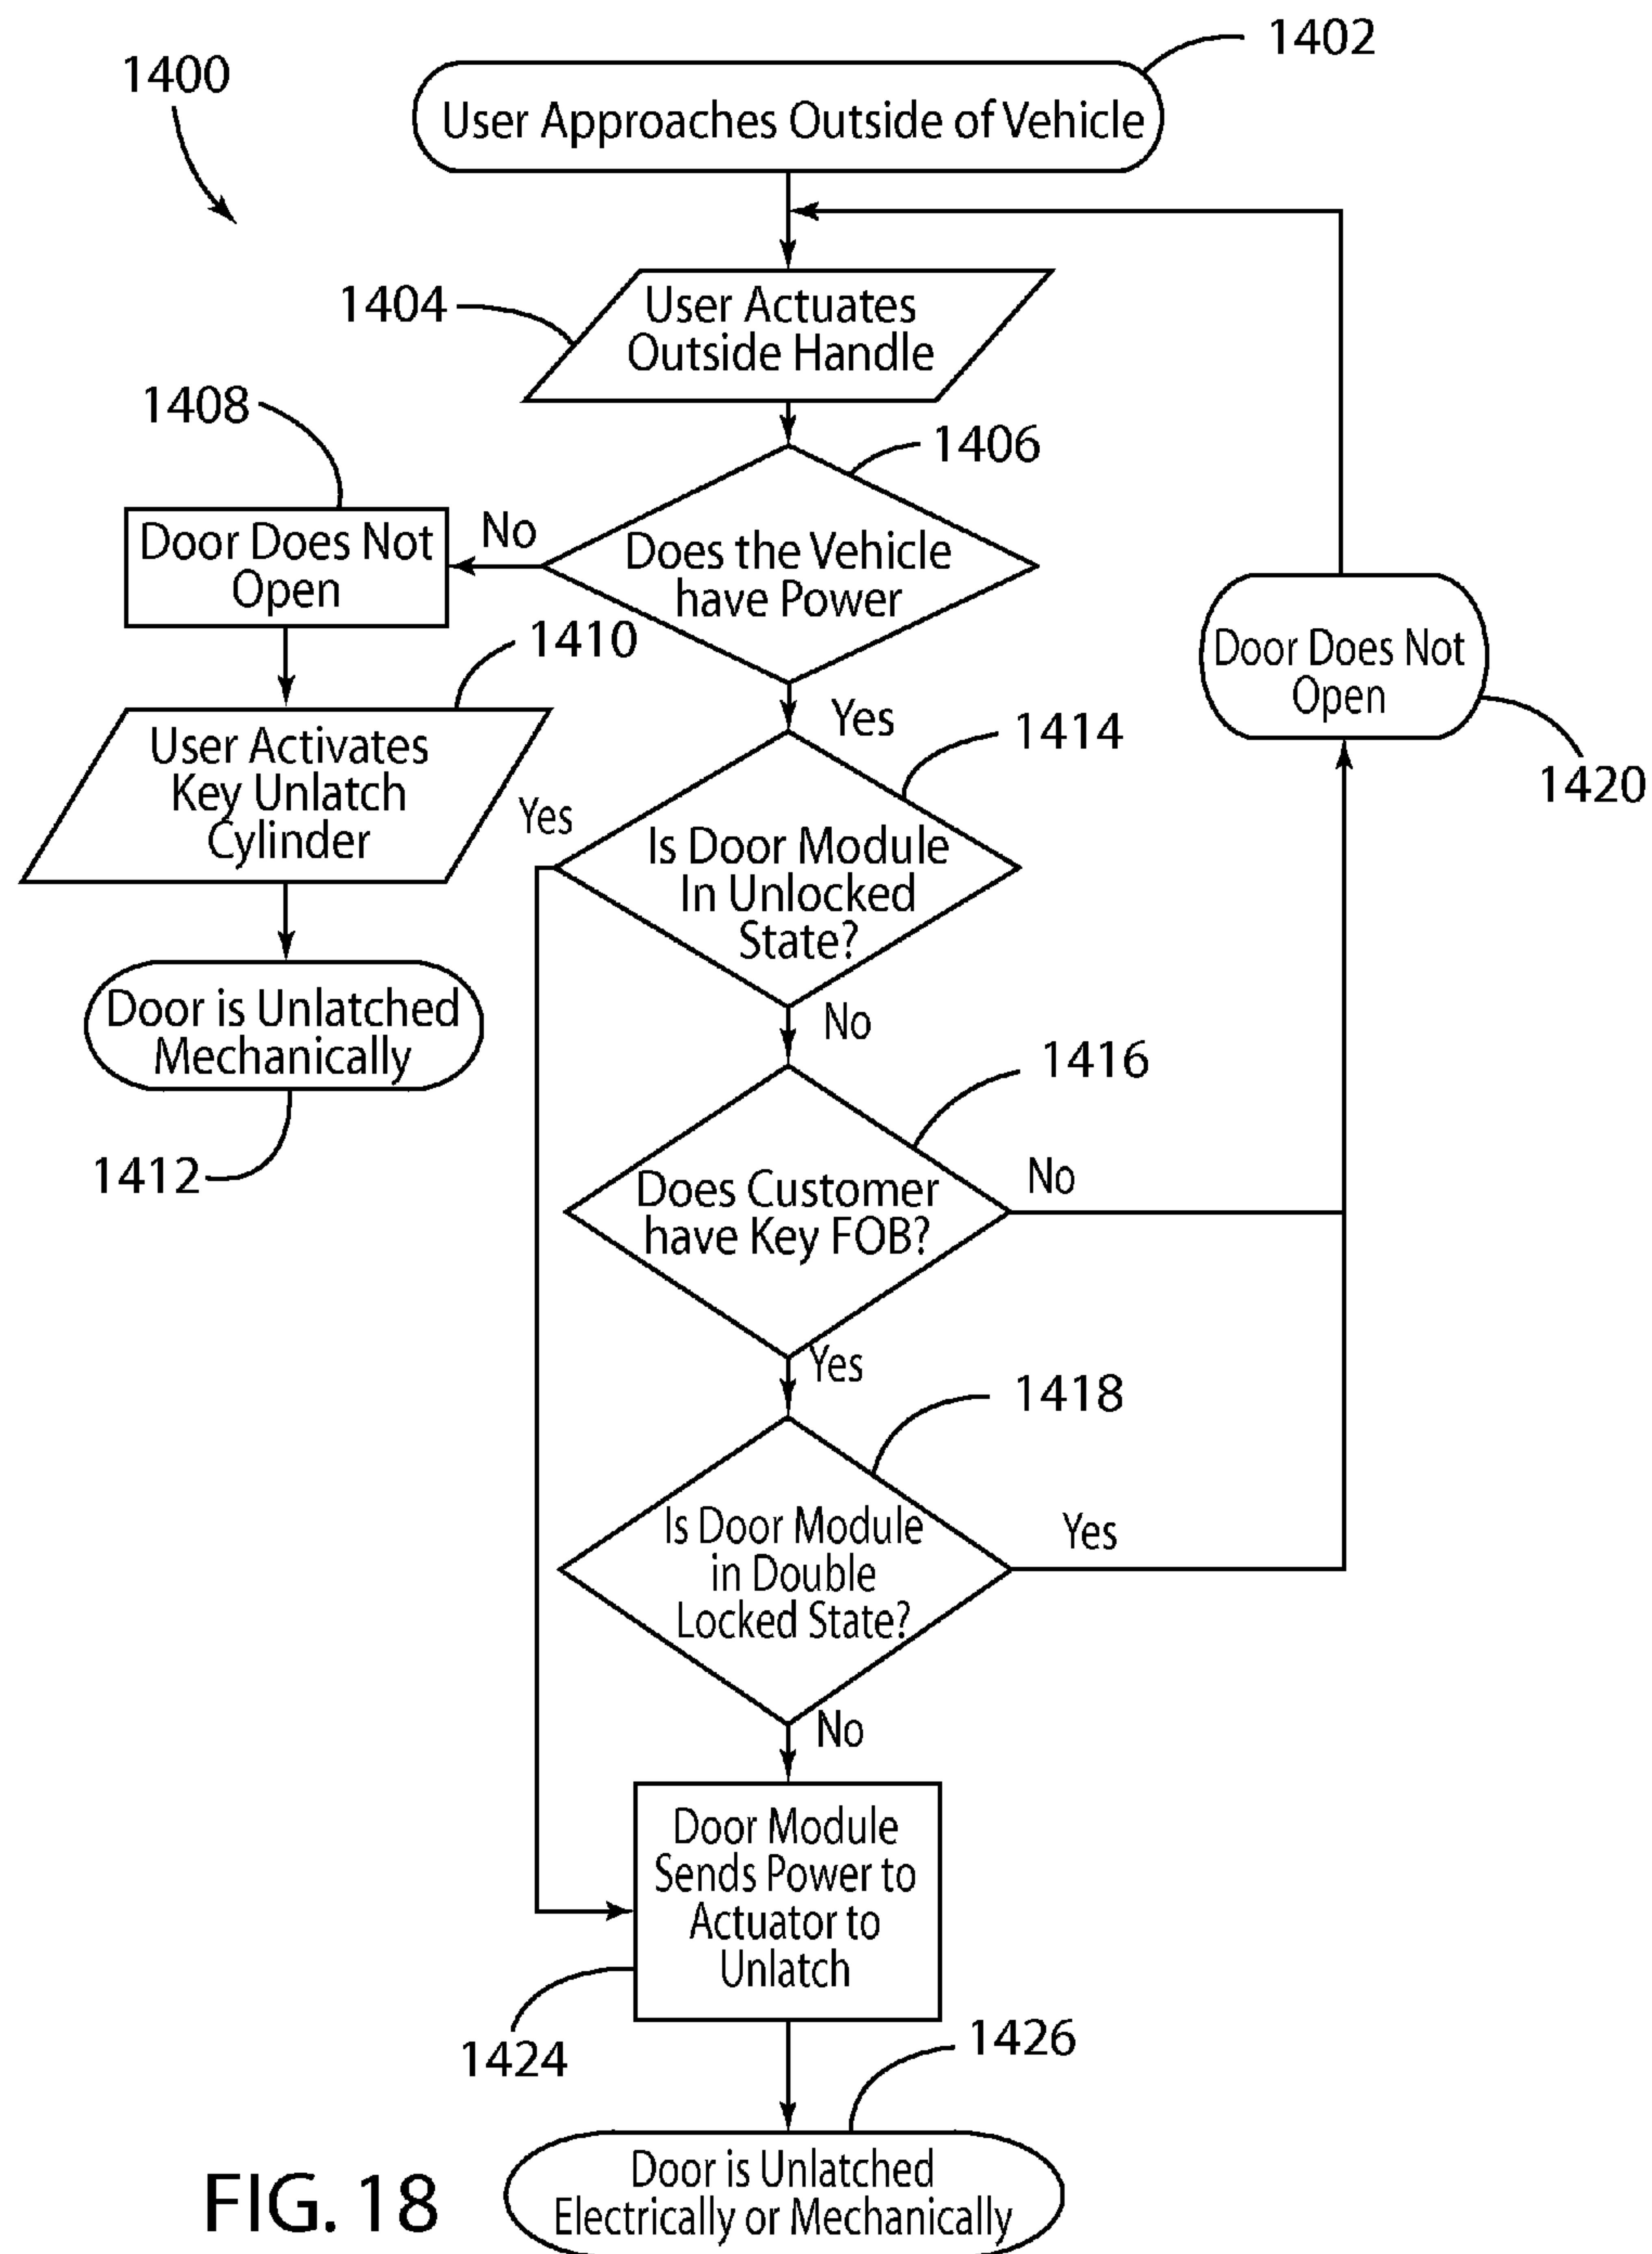 1402
1400
User Approaches Outside of Vehicle
1404
User Actuates
Outside Handle
1408
1406
No
Door Does Not
Open
Does the Vehicle
have Power
1410
Yes
Door Does Not
Open
1420
User Activates
Key Unlatch
Cylinder
1414
Yes
Is Door Module
In Unlocked
State?
No
Door is Unlatched
Mechanically
1412
1416
Does Customer
have Key FOB?
No
Yes
1418
Is Door Module
in Double
Locked State?
Yes
No
Door Module
Sends Power to
Actuator to
Unlatch
1424
1426
Door is Unlatched
Electrically or Mechanically
FIG. 18